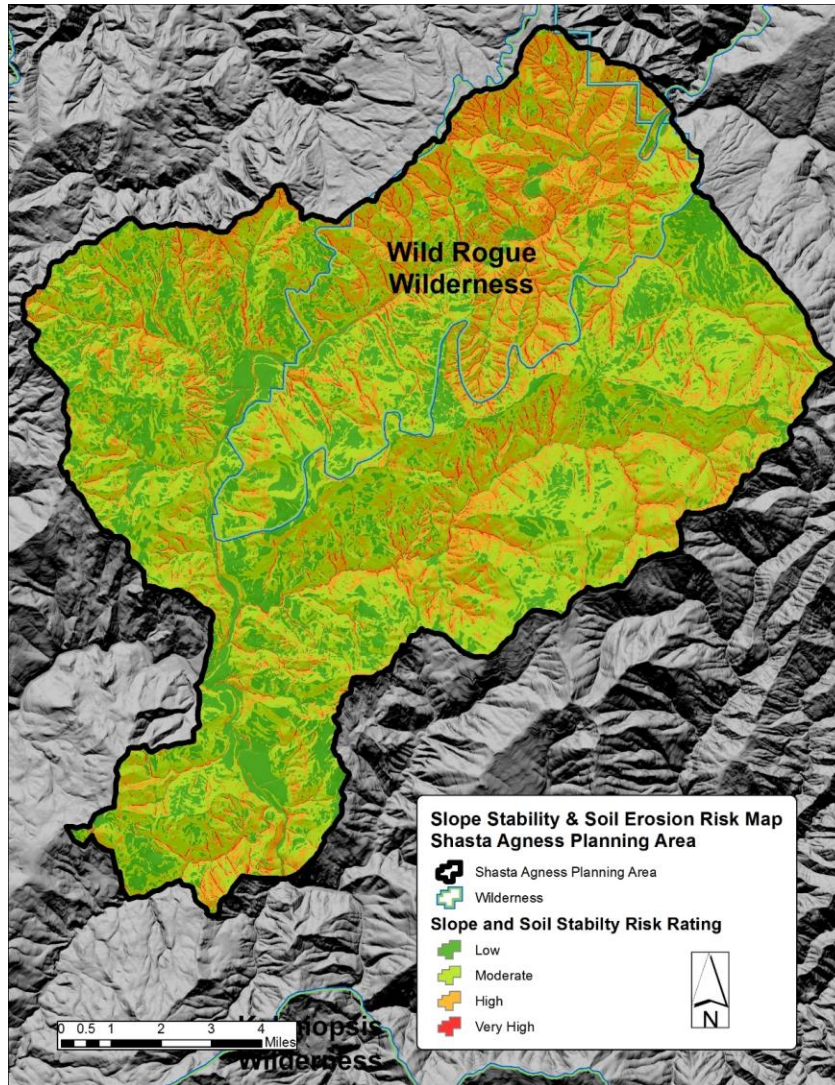 Wild Rogue
Wilderness
Slope Stability & Soil Erosion Risk Map
Shasta Agness Planning Area
Shasta Agness Planning Area
Wilderness
Slope and Soil Stabilty Risk Rating
Low
Moderate
High
Very High
N
0 0.5 1 2 3 4
Miles
Wilderness